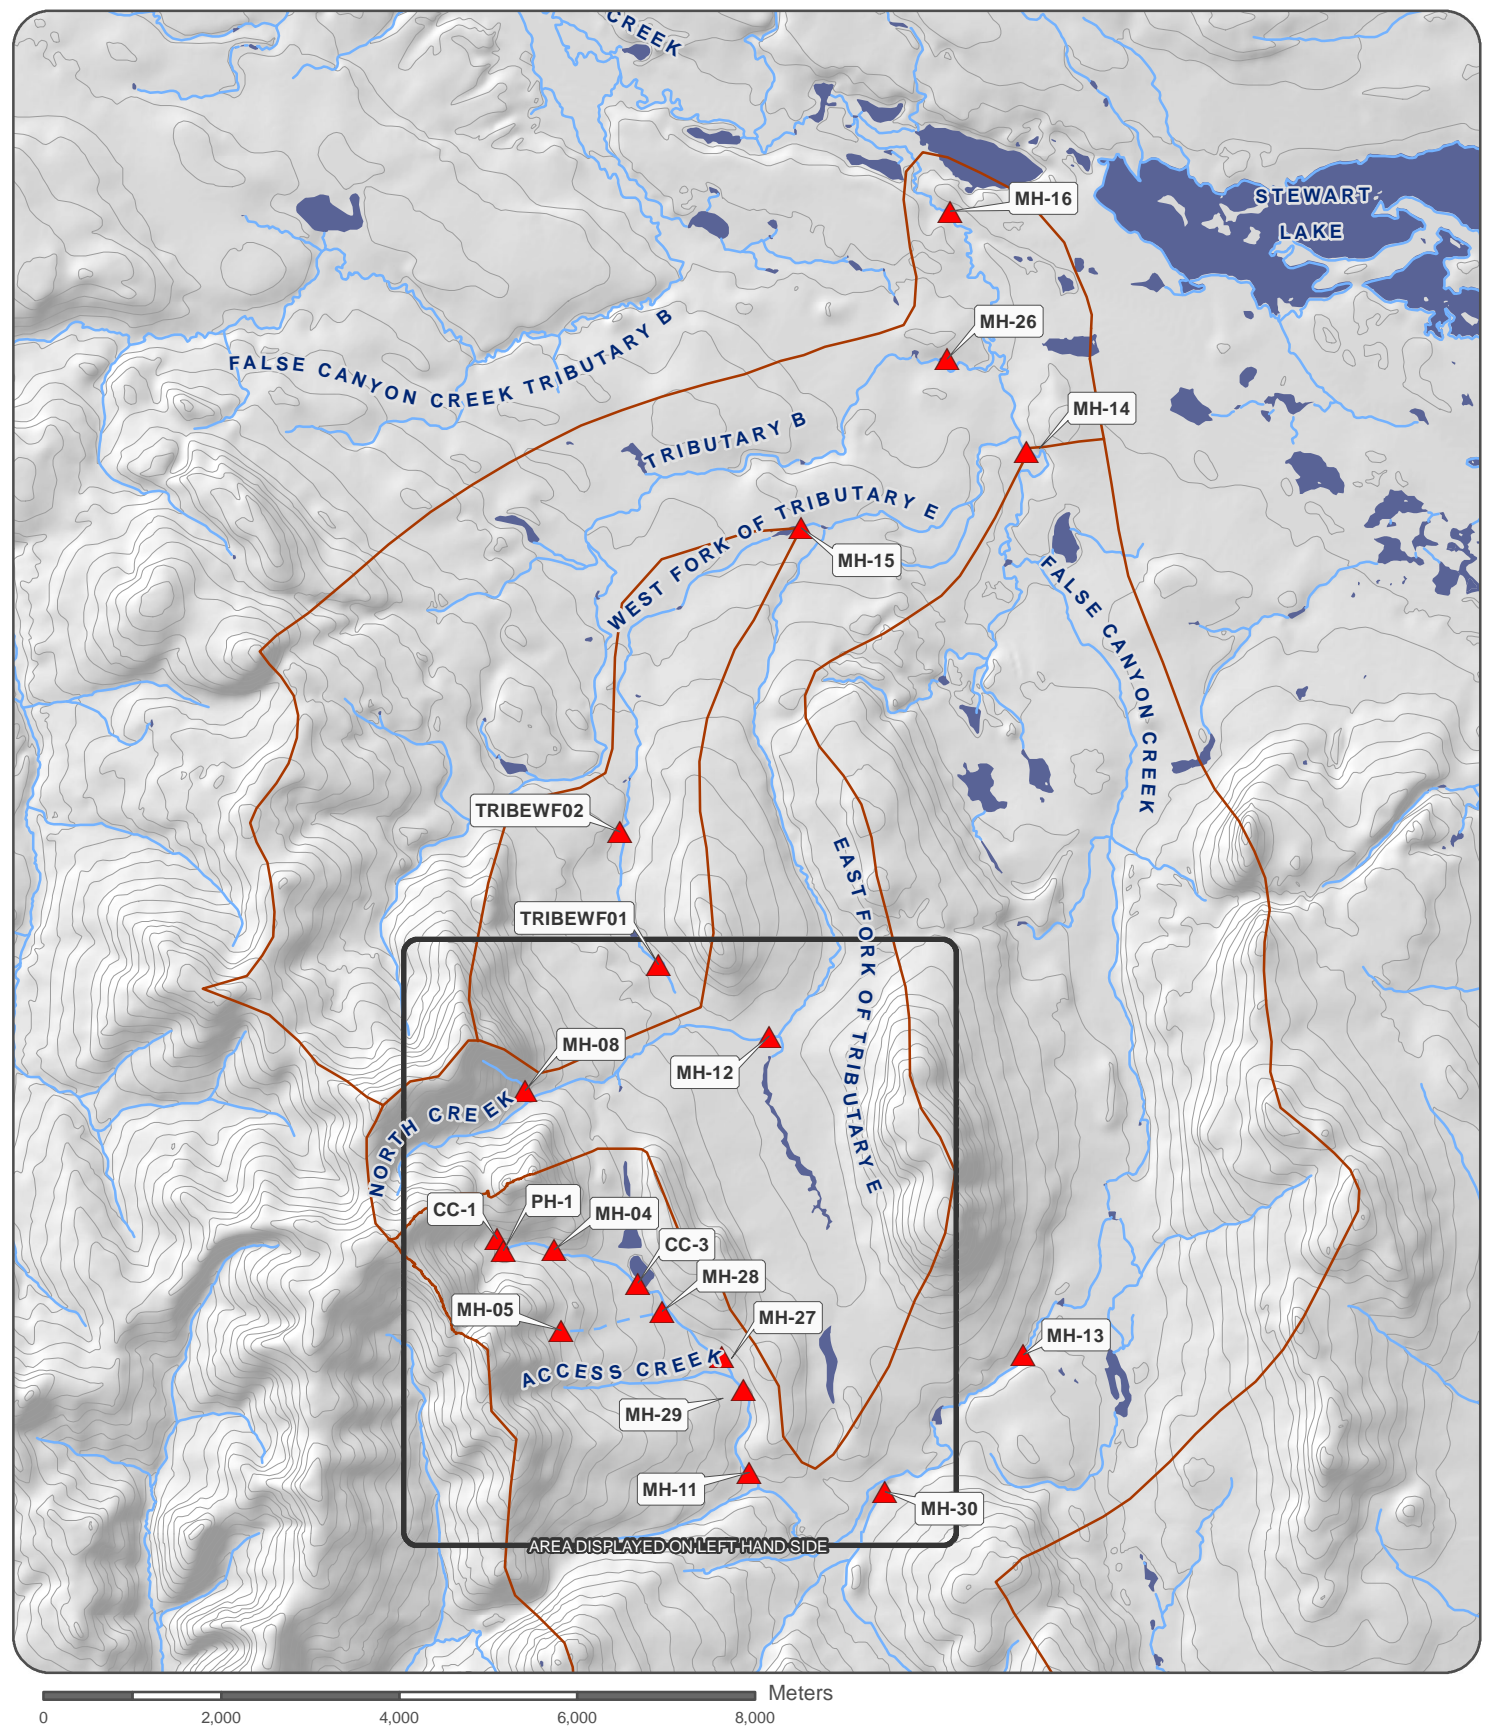 CREEK
STEWART
LAKE
MH-16
MH-26
FALSE CANYON CREEK TRIBUTARY B
MH-14
TRIBUTARY B
WEST FORK OF TRIBUTARY E
MH-15
FALSE CANYON CREEK
TRIBEWF02
EAST FORK OF TRIBUTARY E
TRIBEWF01
MH-08
MH-12
NORTH CREEK
CC-1
PH-1
MH-04
CC-3
MH-28
MH-05
MH-27
MH-13
ACCESS CREEK
MH-29
MH-11
MH-30
AREA DISPLAYED ON LEFT HAND SIDE
Meters
0 2,000 4,000 6,000 8,000